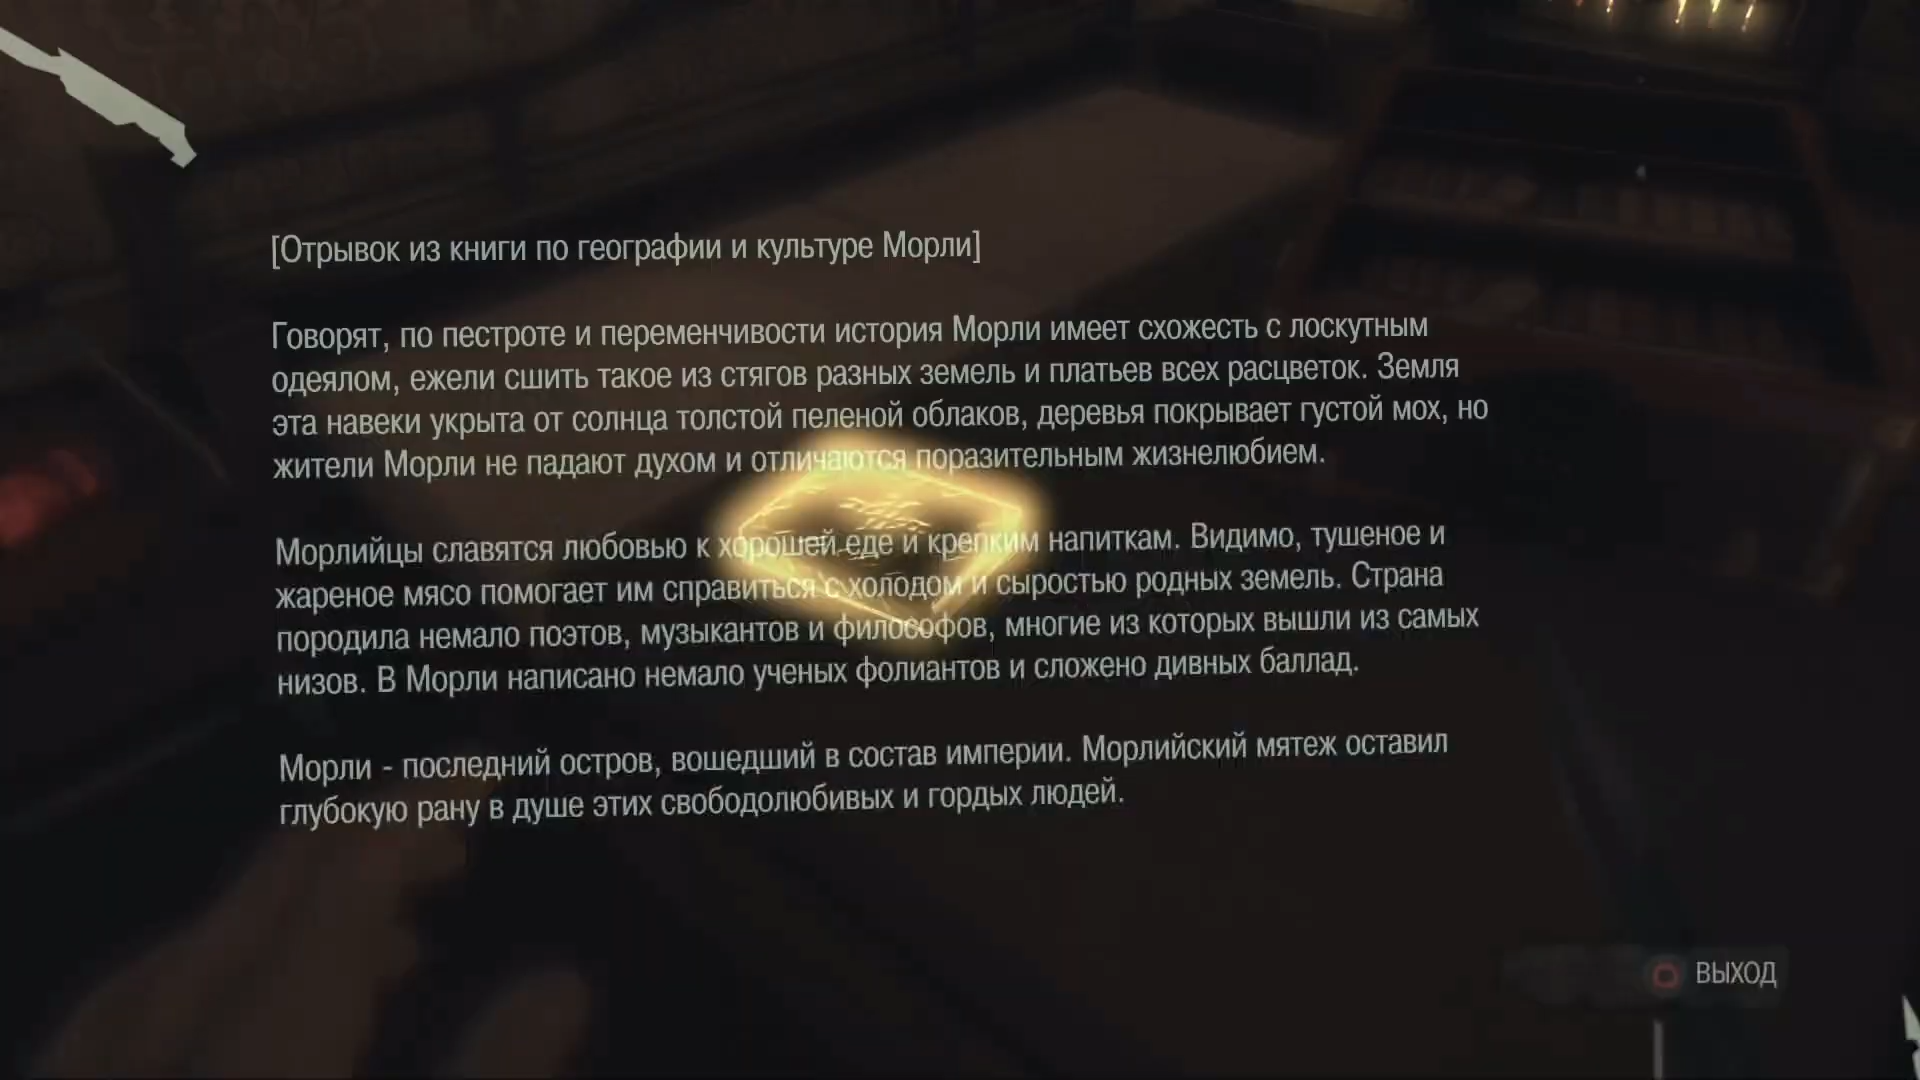 [Отрывок из книги по географии и культуре Морли]
Говорят, по пестроте и переменчивости история Морли имеет схожесть с лоскутным
одеялом, ежели сшить такое из стягов разных земель и платьев всех расцветок. Земля
эта навеки укрыта от солнца толстой пеленой облаков, деревья покрывает густой мох, но
жители Морли не падают духом и отличаются поразительным жизнелюбием.
Морлийцы славятся любовью к хорошей еде и крепким напиткам. Видимо, тушеное и
жареное мясо помогает им справиться с холодом и сыростью родных земель. Страна
породила немало поэтов, музыкантов и философов, многие из которых вышли из самых
низов. В Морли написано немало ученых фолиантов и сложено дивных баллад.
Морли - последний остров, вошедший в состав империи. Морлийский мятеж оставил
глубокую рану в душе этих свободолюбивых и гордых людей.
ВЫХОД